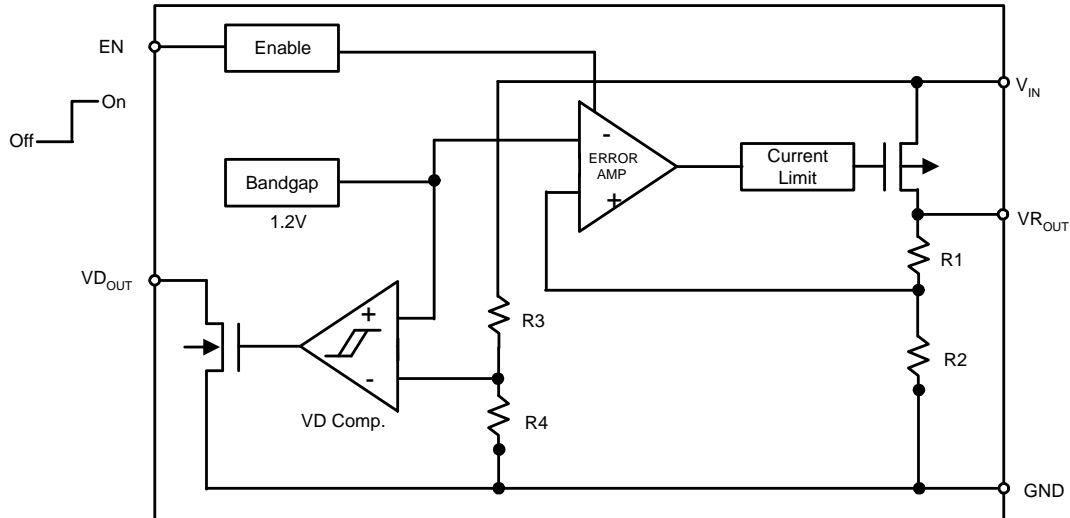 EN
Enable
On
Off
V_IN
-
ERROR
AMP
+
Current
Limit
Bandgap
1.2V
VR_OUT
VD_OUT
R1
+
R3
-
R2
VD Comp.
R4
GND